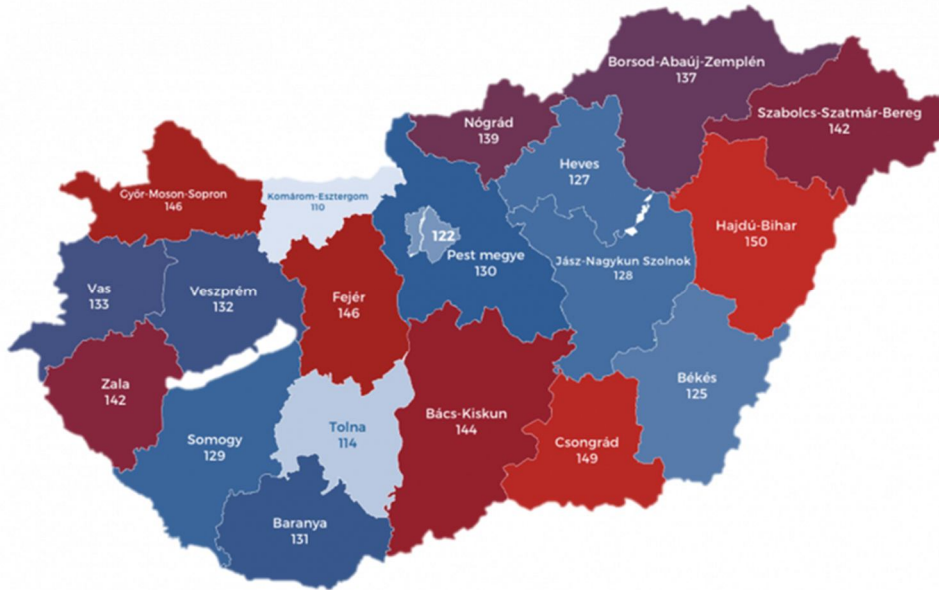 Borsod-Abaúj-Zemplén
137
Szabolcs-Szatmár-Bereg
142
Nógrád
139
Heves
127
Győr-Moson-Sopron
146
Komárom-Esztergom
110
Hajdú-Bihar
150
122
Pest megye
130
Jász-Nagykun Szolnok
128
Vas
133
Veszprém
132
Fejér
146
Zala
142
Békés
125
Bács-Kiskun
144
Tolna
114
Somogy
129
Csongrád
149
Baranya
131